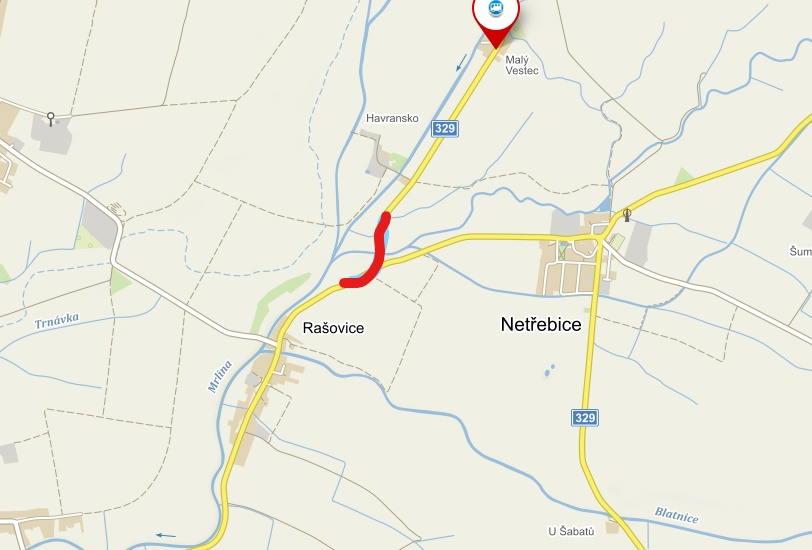 Malý
Vestec
Havransko
329
Šum
Trnávka
Rašovice
Netřebice
Mrlina
329
Blatnice
U Šabatů